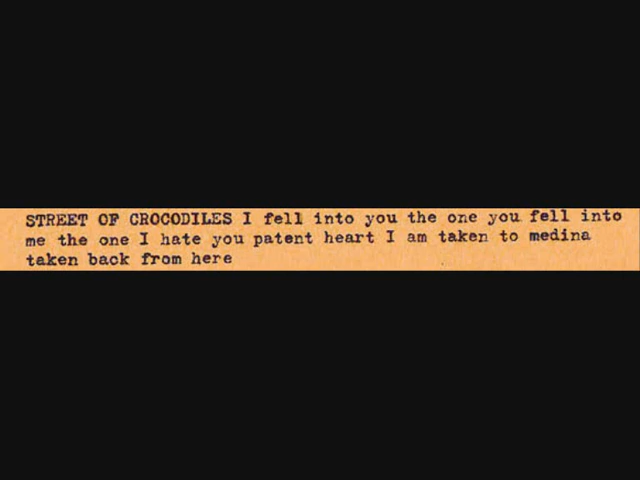 STREET OF CROCODILES I fell into you the one you fell into
me the one I hate you patent heart I am taken to medina
taken back from here